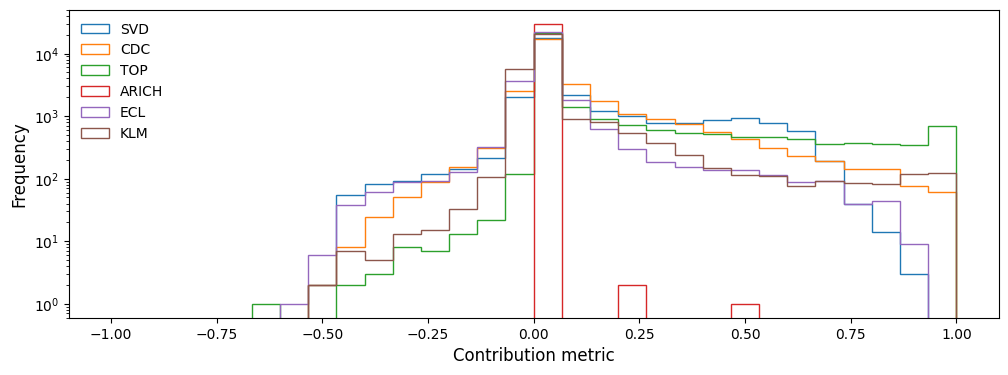 SVD
CDC
TOP
ARICH
ECL
KLM
Frequency
10⁴
10³
10²
10¹
10⁰
−1.00 −0.75 −0.50 −0.25 0.00 0.25 0.50 0.75 1.00
Contribution metric